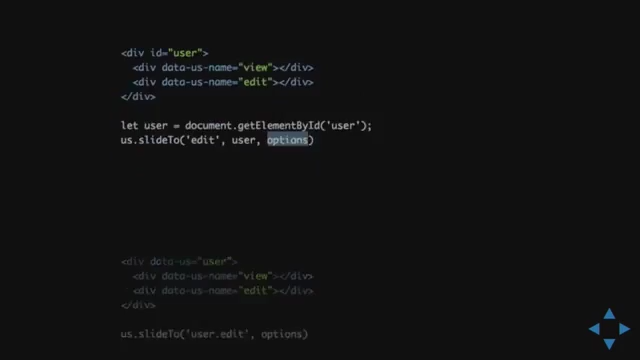 <div id="user">
<div data-us-name="view"></div>
<div data-us-name="edit"></div>
</div>
let user = document.getElementById('user');
us.slideTo('edit', user, options)
<div data-us="user">
<div data-us-name="view"></div>
<div data-us-name="edit"></div>
</div>
us.slideTo('user.edit', options)